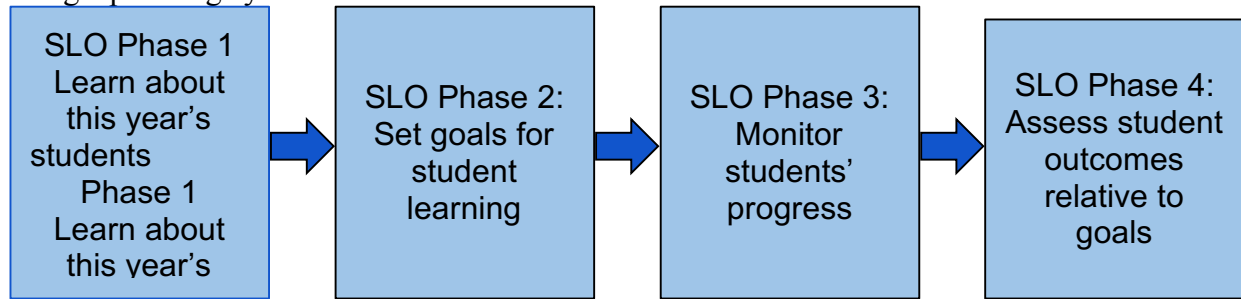 SLO Phase 1
Learn about
this year's
students
Phase 1
Learn about
this year's
SLO Phase 2:
Set goals for
student
learning
SLO Phase 3:
Monitor
students'
progress
SLO Phase 4:
Assess student
outcomes
relative to
goals